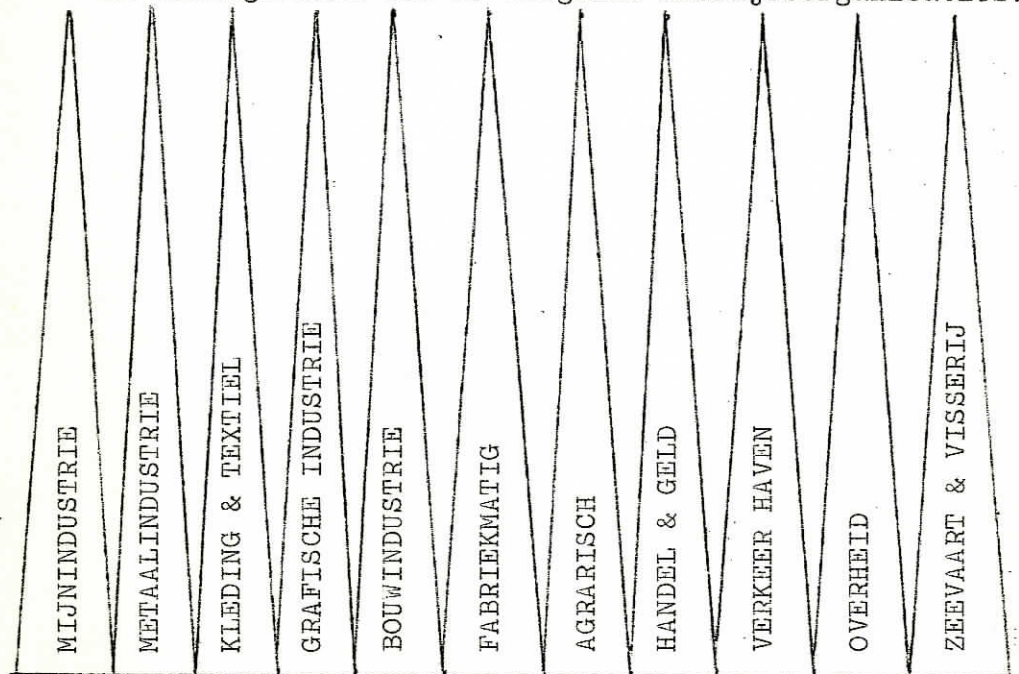 MIJNINDUSTRIE
METAALINDUSTRIE
KLEDING & TEXTIEL
GRAFISCHE INDUSTRIE
BOUWINDUSTRIE
FABRIEKMATIG
AGRARISCH
HANDEL & GELD
VERKEER HAVEN
OVERHEID
ZEEVAART & VISSERIJ